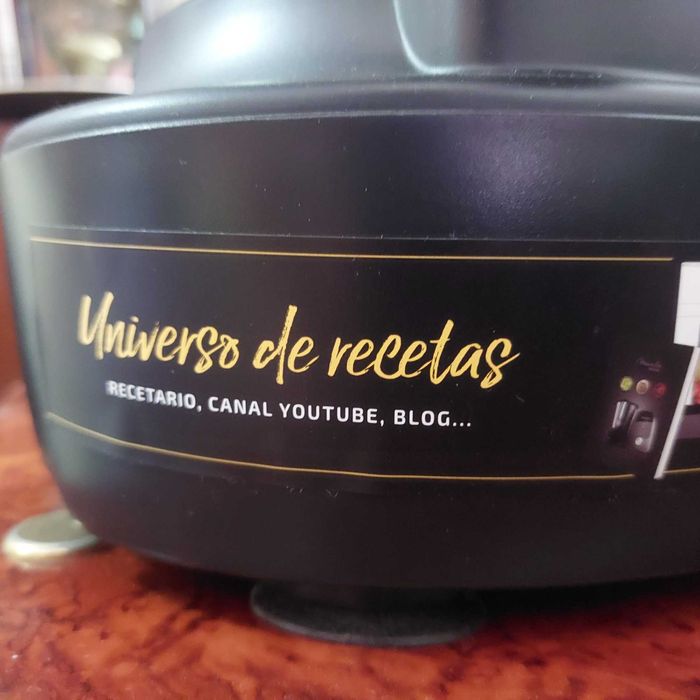 Universo de recetas
RECETARIO, CANAL YOUTUBE, BLOG...